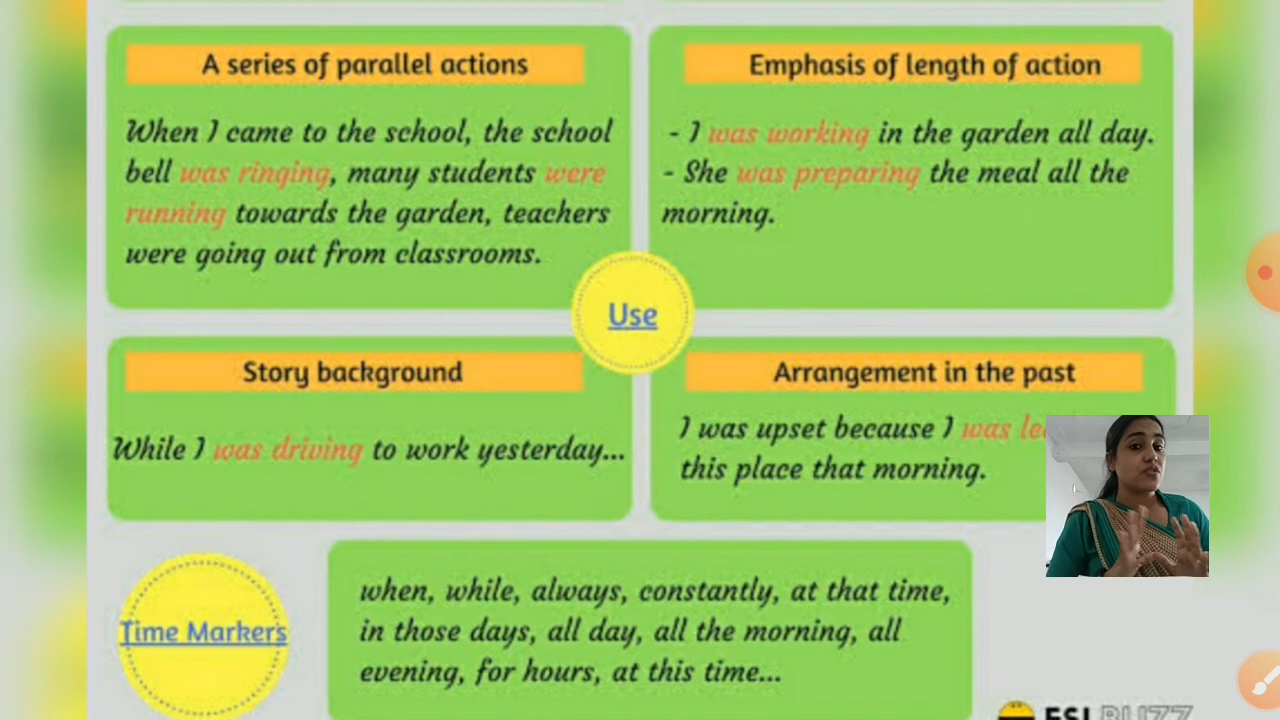 A series of parallel actions
When I came to the school, the school
bell was ringing, many students were
running towards the garden, teachers
were going out from classrooms.
Emphasis of length of action
- I was working in the garden all day.
- She was preparing the meal all the
morning.
Use
Story background
While I was driving to work yesterday...
Arrangement in the past
I was upset because I was
this place that morning.
Time Markers
when, while, always, constantly, at that time,
in those days, all day, all the morning, all
evening, for hours, at this time...
ESL BUZZ